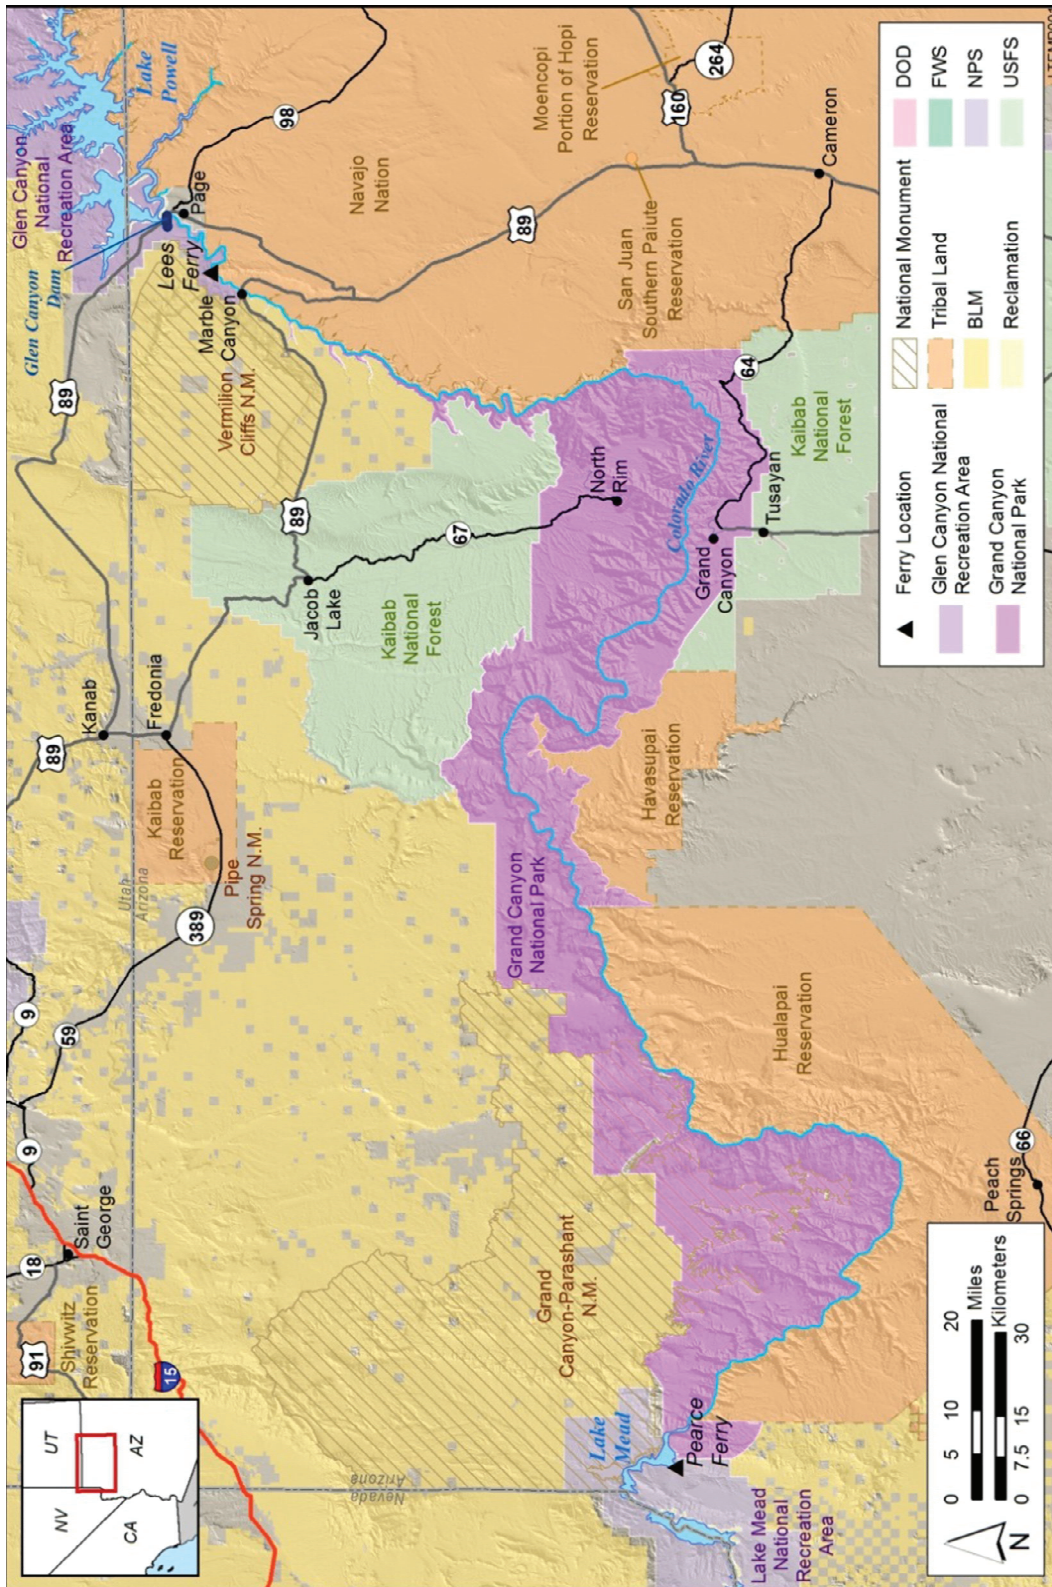 UT
NV
AZ
CA
91
Shivwitz
Reservation
18
Saint
George
15
9
59
9
389
Utah
Arizona
Kaibab
Reservation
Pipe
Spring N.M.
89
Kanab
Fredonia
89
Glen Canyon
Dam
Glen Canyon
National
Recreation Area
Lake
Powell
Page
98
Lees
Ferry
Marble
Canyon
Vermilion
Cliffs N.M.
89
Jacob
Lake
67
Kaibab
National
Forest
Navajo
Nation
89
Moencopi
Portion of Hopi
Reservation
160
264
San Juan
Southern Paiute
Reservation
Cameron
64
North
Rim
Colorado River
Grand
Canyon
Tusayan
Kaibab
National
Forest
Grand Canyon
National Park
Havasupai
Reservation
Hualapai
Reservation
Grand
Canyon-Parashant
N.M.
Nevada
Arizona
Lake
Mead
Pearce
Ferry
Lake Mead
National
Recreation
Area
Peach
Springs
66
N
0 5 10 20
Miles
Kilometers
0 7.5 15 30
Ferry Location
Glen Canyon National
Recreation Area
Grand Canyon
National Park
National Monument
Tribal Land
BLM
Reclamation
DOD
FWS
NPS
USFS